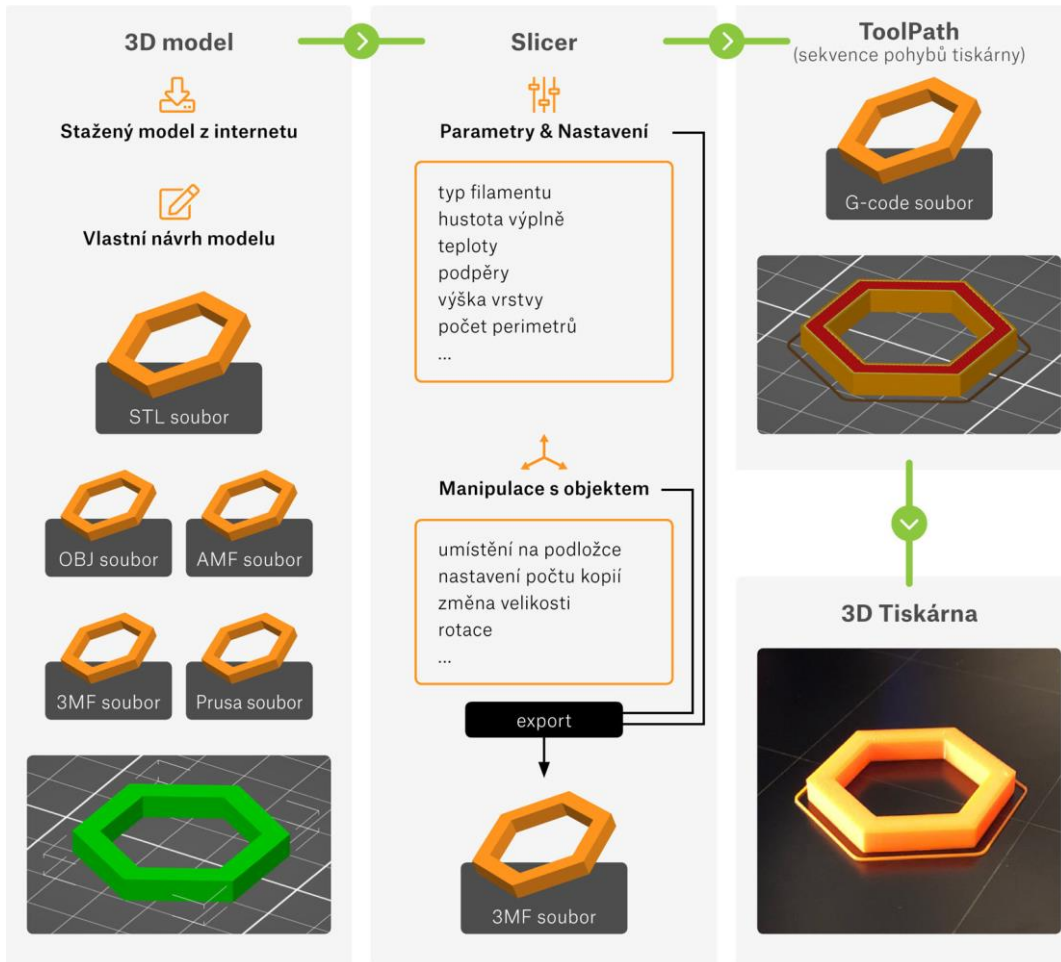 3D model
Stažený model z internetu
Vlastní návrh modelu
STL soubor
OBJ soubor
AMF soubor
3MF soubor
Prusa soubor
Slicer
Parametry & Nastavení
typ filamentu
hustota výplně
teploty
podpěry
výška vrstvy
počet perimetrů
...
Manipulace s objektem
umístění na podložce
nastavení počtu kopií
změna velikosti
rotace
...
export
3MF soubor
ToolPath
(sekvence pohybů tiskárny)
G-code soubor
3D Tiskárna